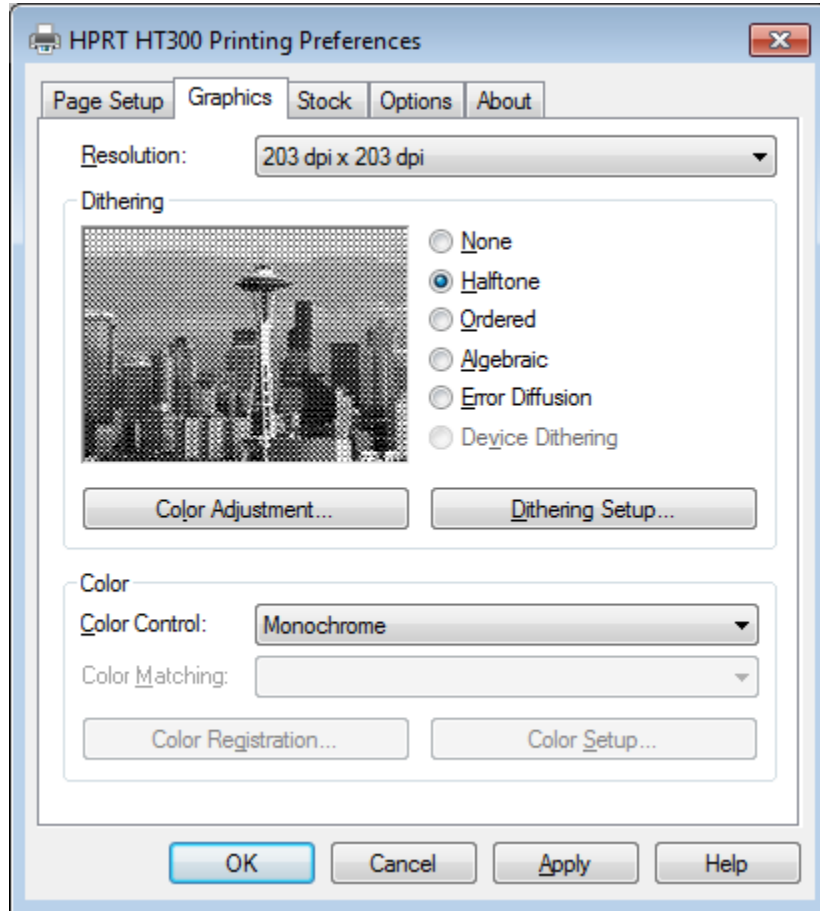 HPRT HT300 Printing Preferences
Page Setup Graphics Stock Options About
Resolution: 203 dpi x 203 dpi
Dithering
None
Halftone
Ordered
Algebraic
Error Diffusion
Device Dithering
Color Adjustment... Dithering Setup...
Color
Color Control: Monochrome
Color Matching:
Color Registration... Color Setup...
OK Cancel Apply Help